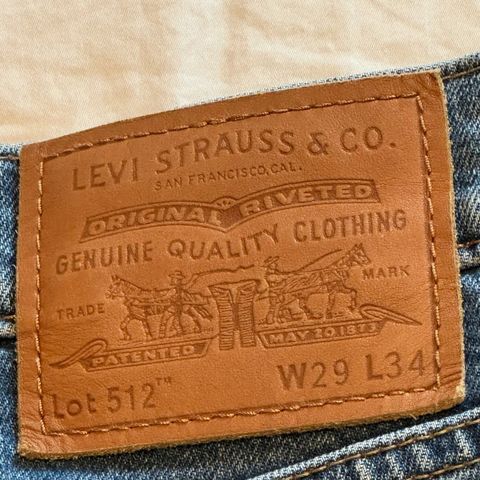 LEVI STRAUSS & CO.
SAN FRANCISCO, CAL.
ORIGINAL RIVETED
GENUINE QUALITY CLOTHING
TRADE MARK
PATENTED MAY 20 1873
Lot 512™ W29 L34